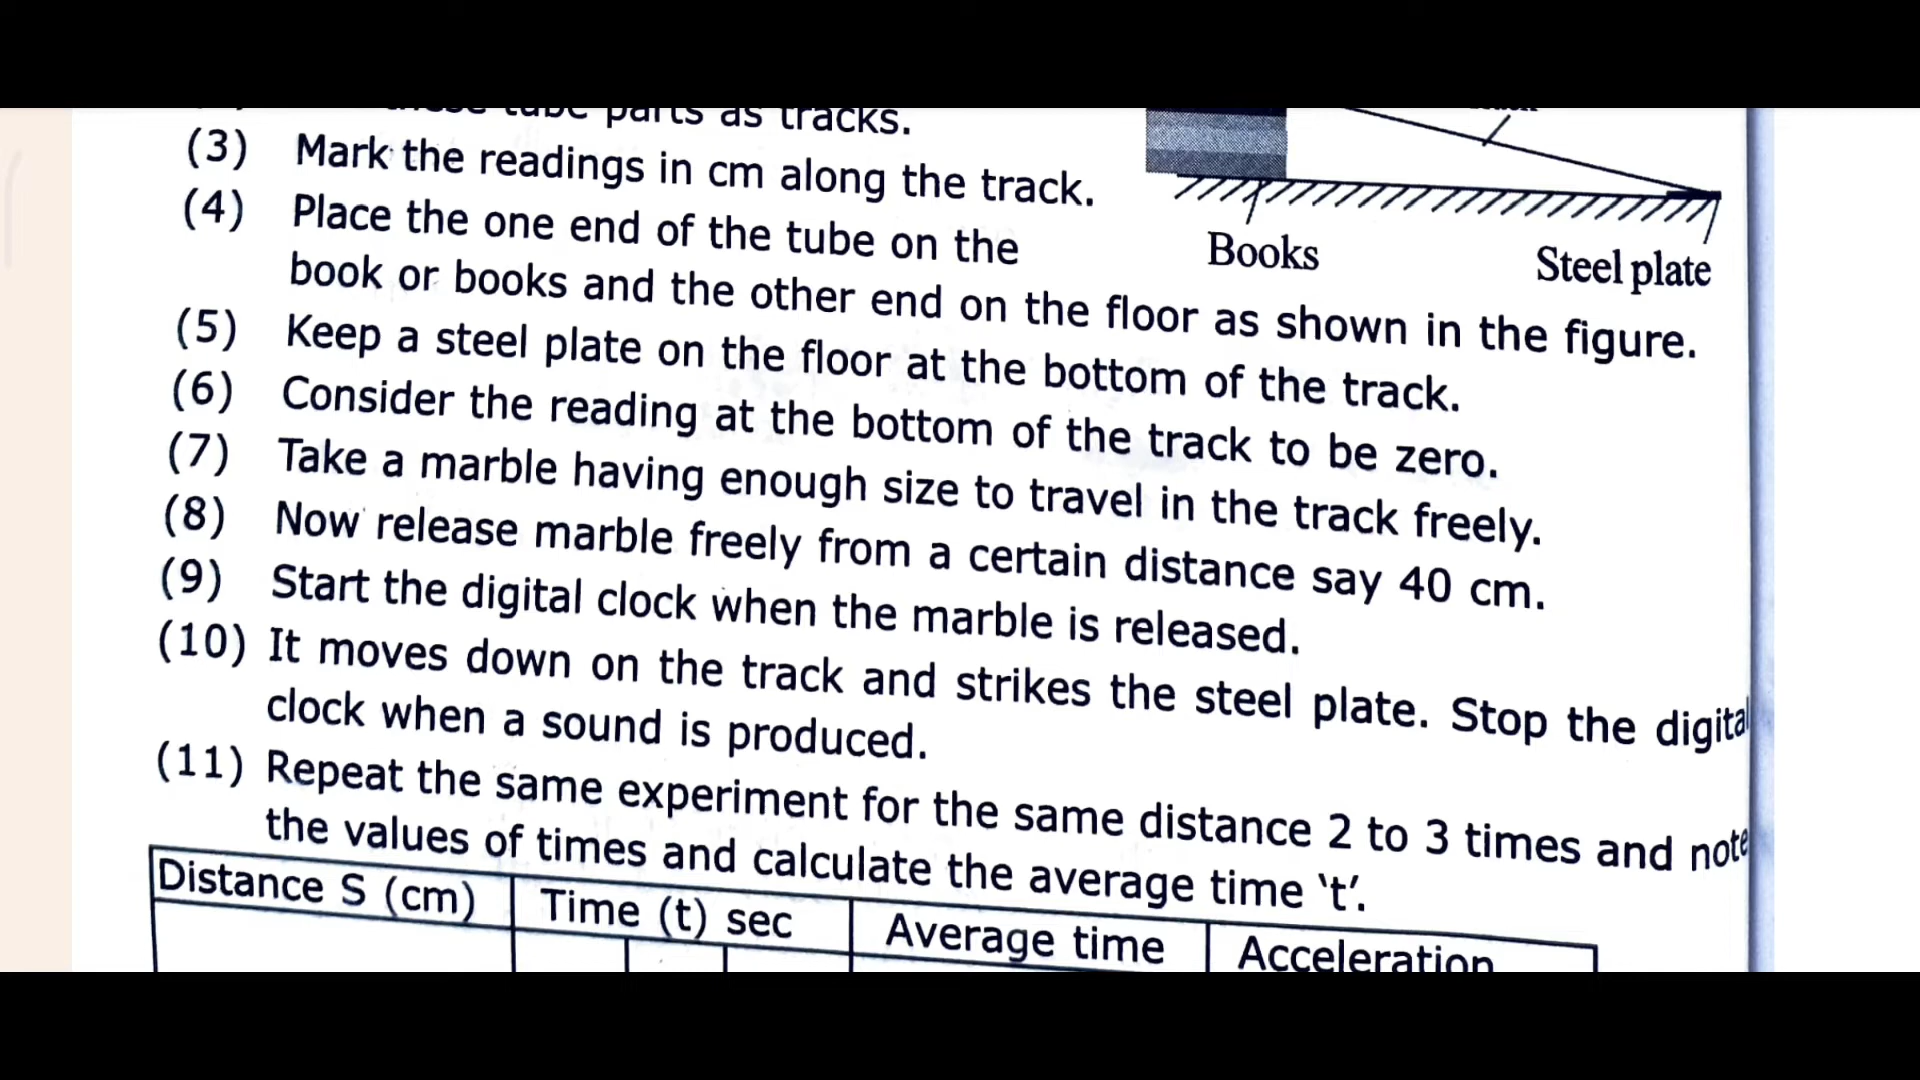 these tube parts as tracks.
(3) Mark the readings in cm along the track.
(4) Place the one end of the tube on the
book or books and the other end on the floor as shown in the figure.
(5) Keep a steel plate on the floor at the bottom of the track.
(6) Consider the reading at the bottom of the track to be zero.
(7) Take a marble having enough size to travel in the track freely.
(8) Now release marble freely from a certain distance say 40 cm.
(9) Start the digital clock when the marble is released.
(10) It moves down on the track and strikes the steel plate. Stop the digital
clock when a sound is produced.
(11) Repeat the same experiment for the same distance 2 to 3 times and note
the values of times and calculate the average time 't'.
Books
Steel plate
Distance S (cm) Time (t) sec Average time Acceleration